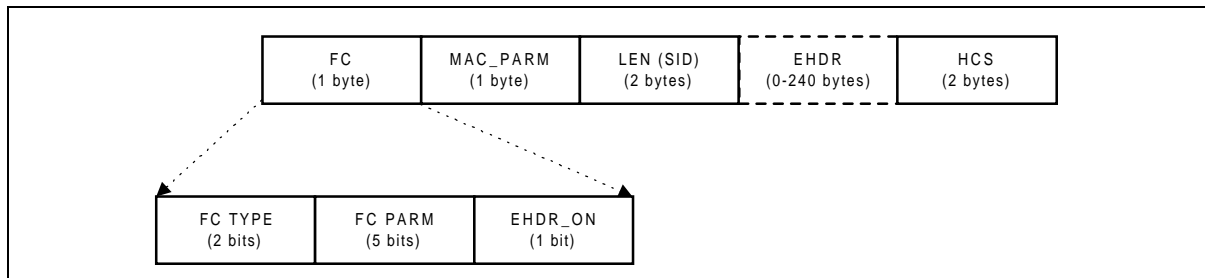 FC
(1 byte)
MAC_PARM
(1 byte)
LEN (SID)
(2 bytes)
EHDR
(0-240 bytes)
HCS
(2 bytes)
FC TYPE
(2 bits)
FC PARM
(5 bits)
EHDR_ON
(1 bit)